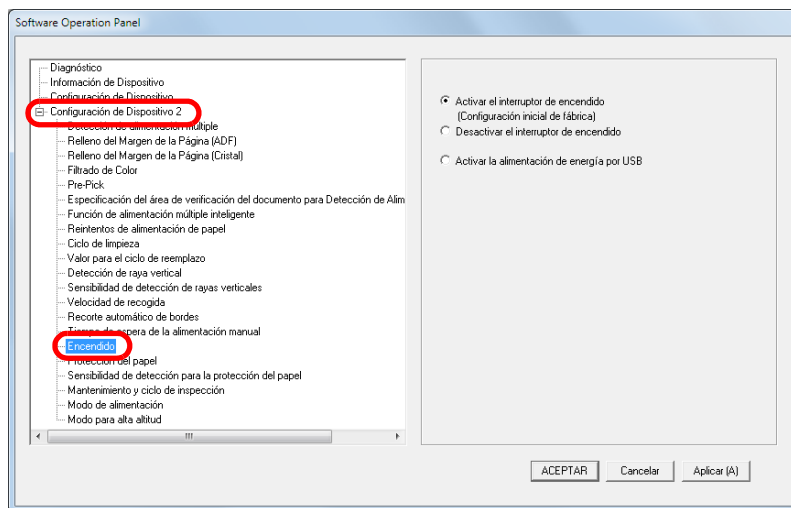 Software Operation Panel
Diagnóstico
Información de Dispositivo
Configuración de Dispositivo
Configuración de Dispositivo 2
Detección de alimentación múltiple
Relleno del Margen de la Página (ADF)
Relleno del Margen de la Página (Cristal)
Filtrado de Color
Pre-Pick
Especificación del área de verificación del documento para Detección de Alim
Función de alimentación múltiple inteligente
Reintentos de alimentación de papel
Ciclo de limpieza
Valor para el ciclo de reemplazo
Detección de raya vertical
Sensibilidad de detección de rayas verticales
Velocidad de recogida
Recorte automático de bordes
Tiempo de espera de la alimentación manual
Encendido
Protección del papel
Sensibilidad de detección para la protección del papel
Mantenimiento y ciclo de inspección
Modo de alimentación
Modo para alta altitud
Activar el interruptor de encendido
(Configuración inicial de fábrica)
Desactivar el interruptor de encendido
Activar la alimentación de energía por USB
ACEPTAR
Cancelar
Aplicar (A)